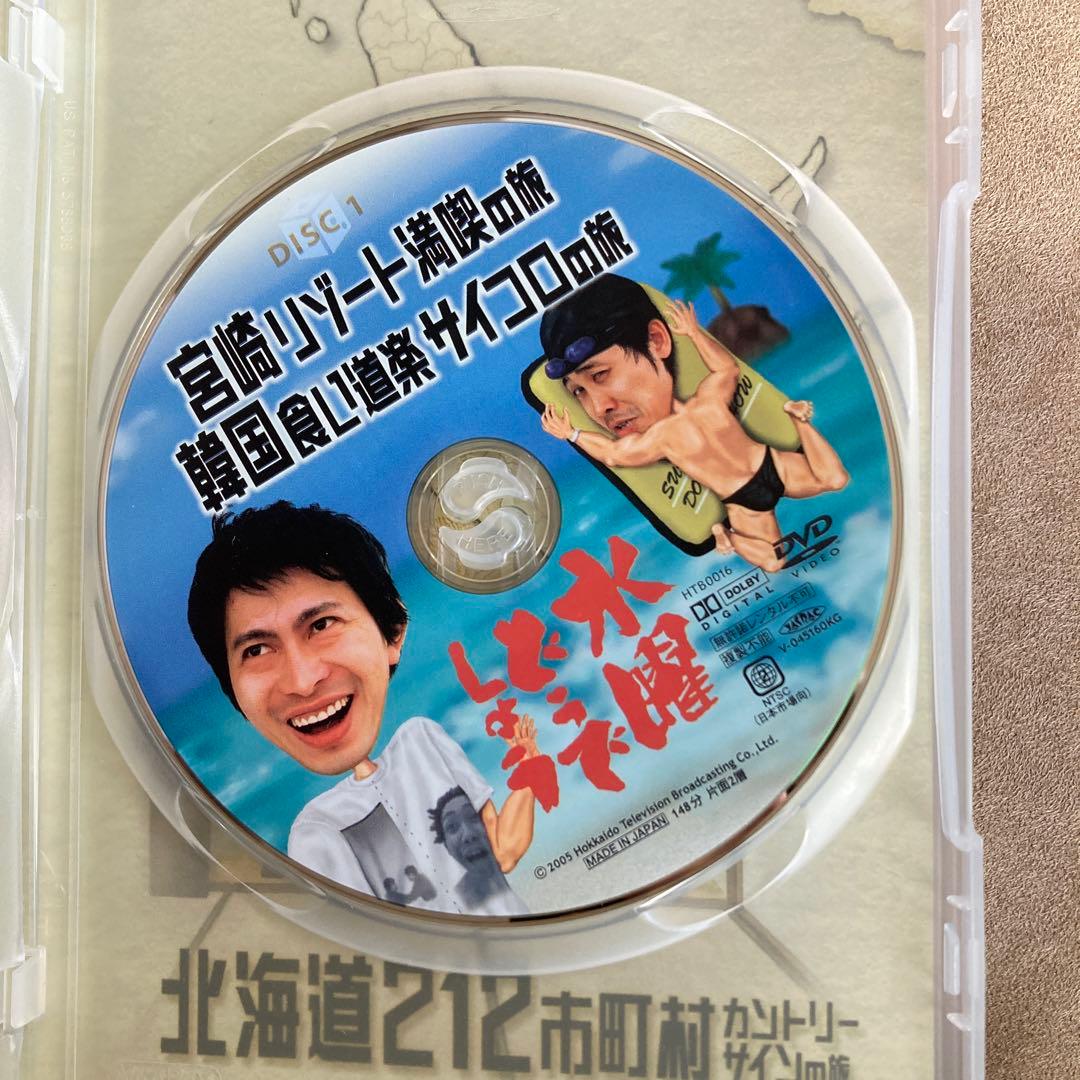 DISC 1
宮崎リゾート満喫の旅
韓国食い道楽サイコロの旅
水曜
どうで
しょう
HTB0016
DOLBY
DIGITAL
DVD
VIDEO
無許諾レンタル不可
複製不能
V-045160KG
2
NTSC
(日本市場向)
©2005 Hokkaido Television Broadcasting Co., Ltd.
MADE IN JAPAN 148分 片面2層
北海道212市町村カントリー
サインの旅